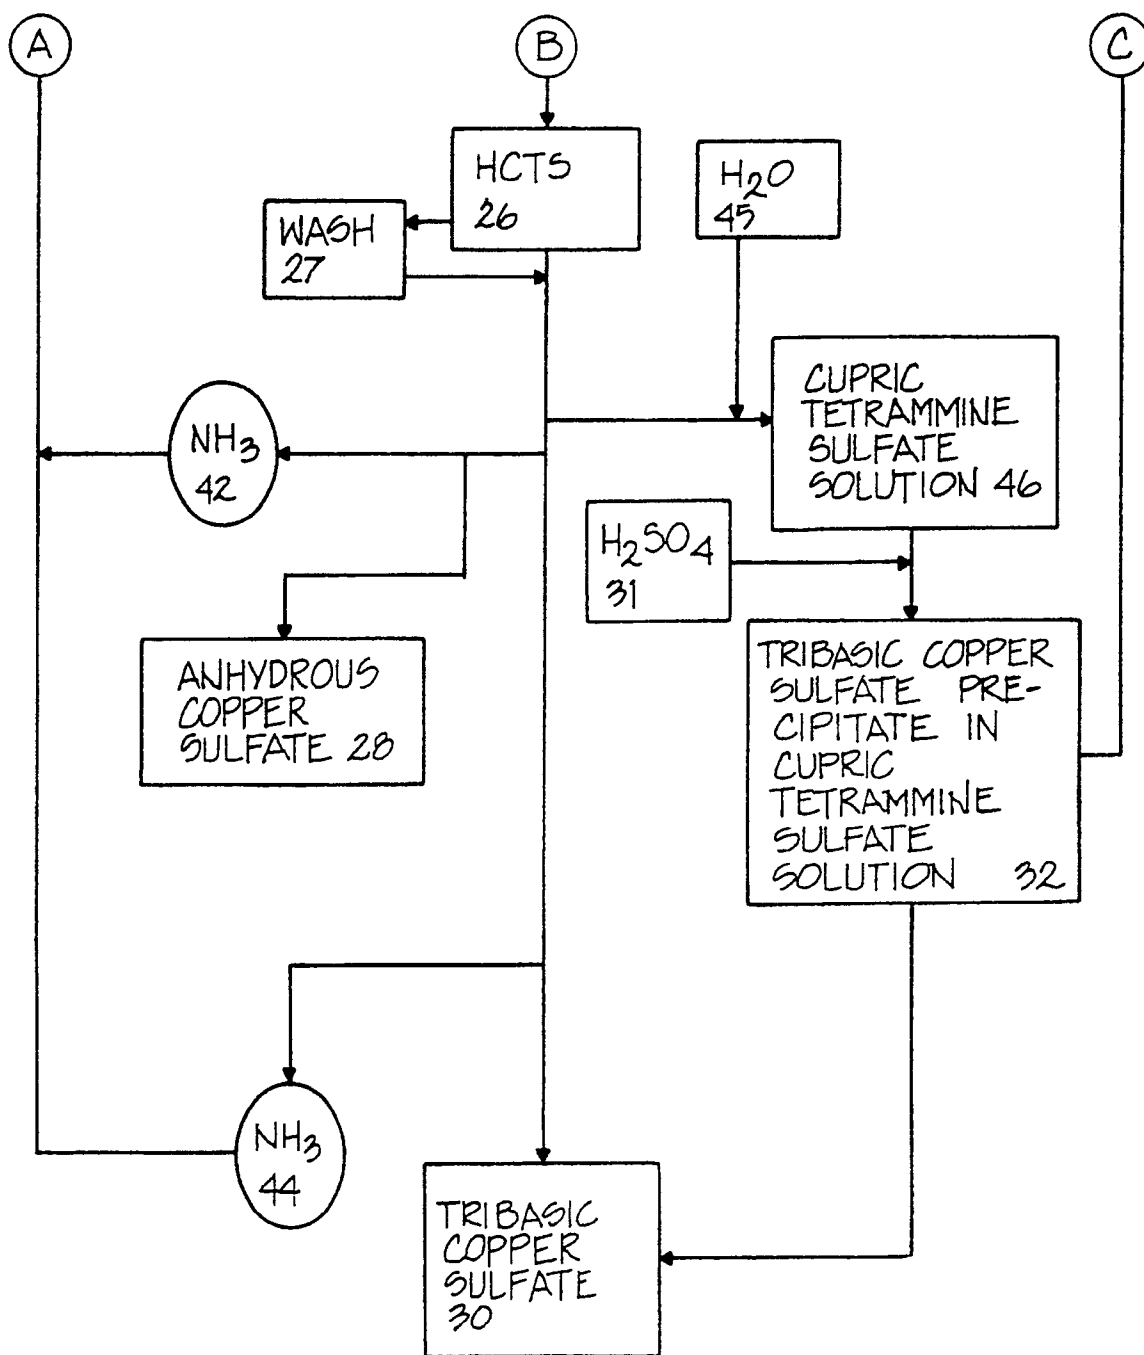 A
B
C
HCTS
26
H2O
45
WASH
27
CUPRIC
TETRAMMINE
SULFATE
SOLUTION 46
NH3
42
H2SO4
31
ANHYDROUS
COPPER
SULFATE 28
TRIBASIC COPPER
SULFATE PRE-
CIPITATE IN
CUPRIC
TETRAMMINE
SULFATE
SOLUTION 32
NH3
44
TRIBASIC
COPPER
SULFATE
30